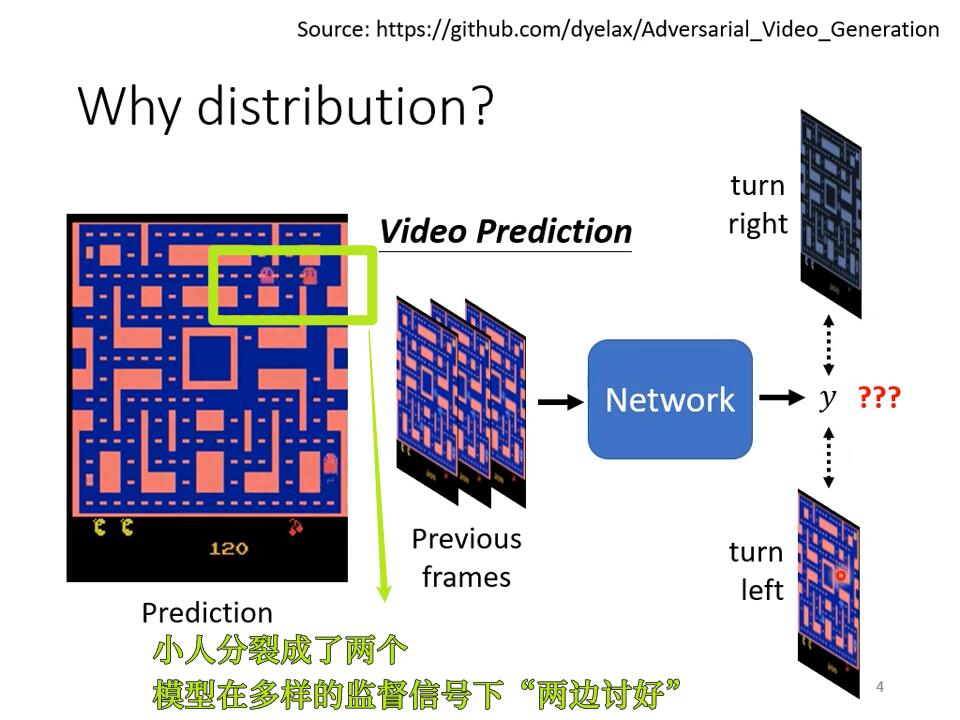 Source: https://github.com/dyelax/Adversarial_Video_Generation
Why distribution?
Video Prediction
turn
right
Network
y ???
120
Previous
frames
turn
left
Prediction
小人分裂成了两个
模型在多样的监督信号下“两边讨好”
4